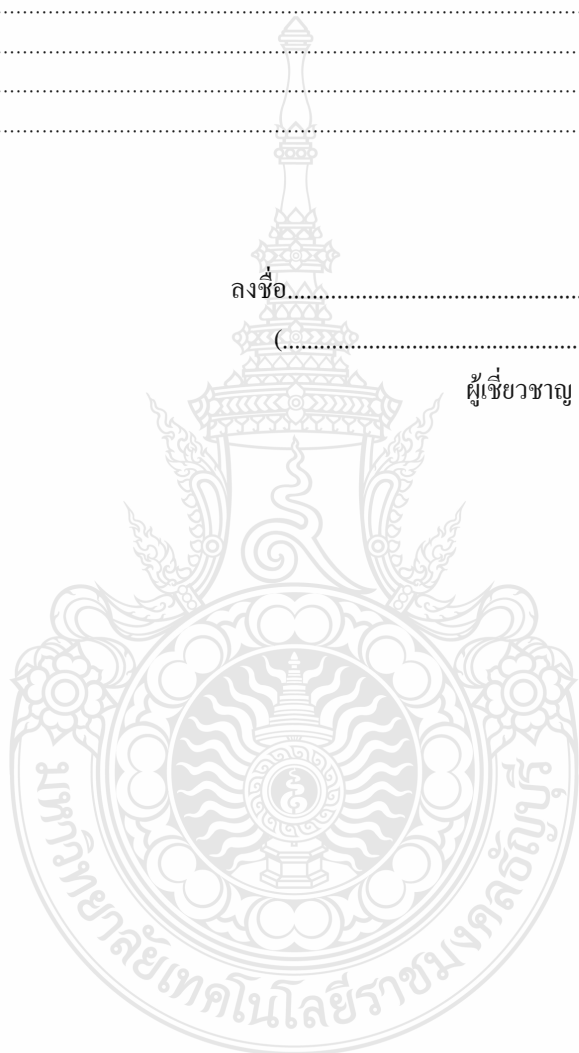 ................................................................................
................................................................................
................................................................................
................................................................................
ลงชื่อ................................................
(................................................
ผู้เชี่ยวชาญ
มหาวิทยาลัยเทคโนโลยีราชมงคลธัญบุรี